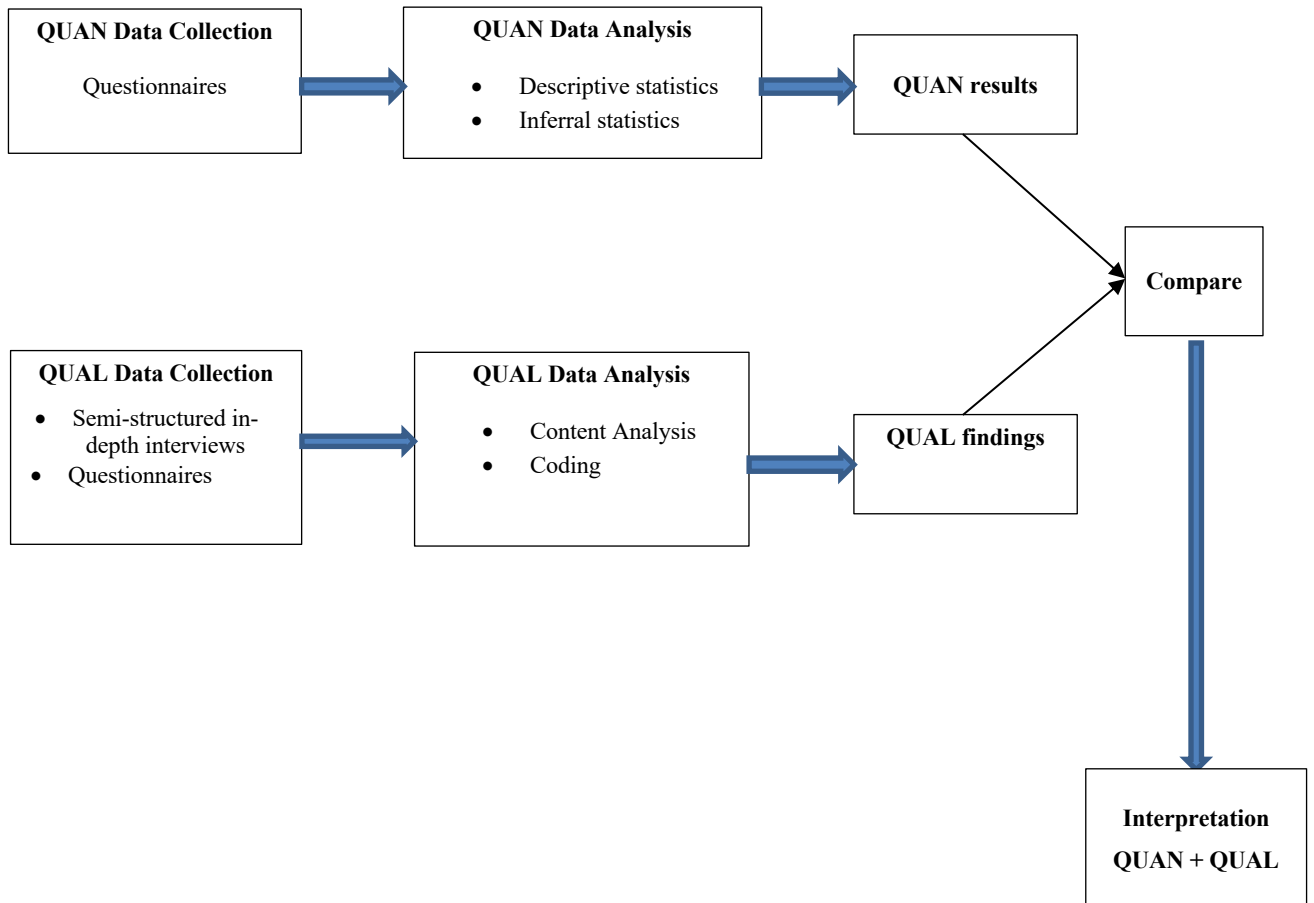 QUAN Data Collection
Questionnaires
QUAN Data Analysis
• Descriptive statistics
• Inferral statistics
QUAN results
Compare
QUAL Data Collection
• Semi-structured in-
depth interviews
• Questionnaires
QUAL Data Analysis
• Content Analysis
• Coding
QUAL findings
Interpretation
QUAN + QUAL